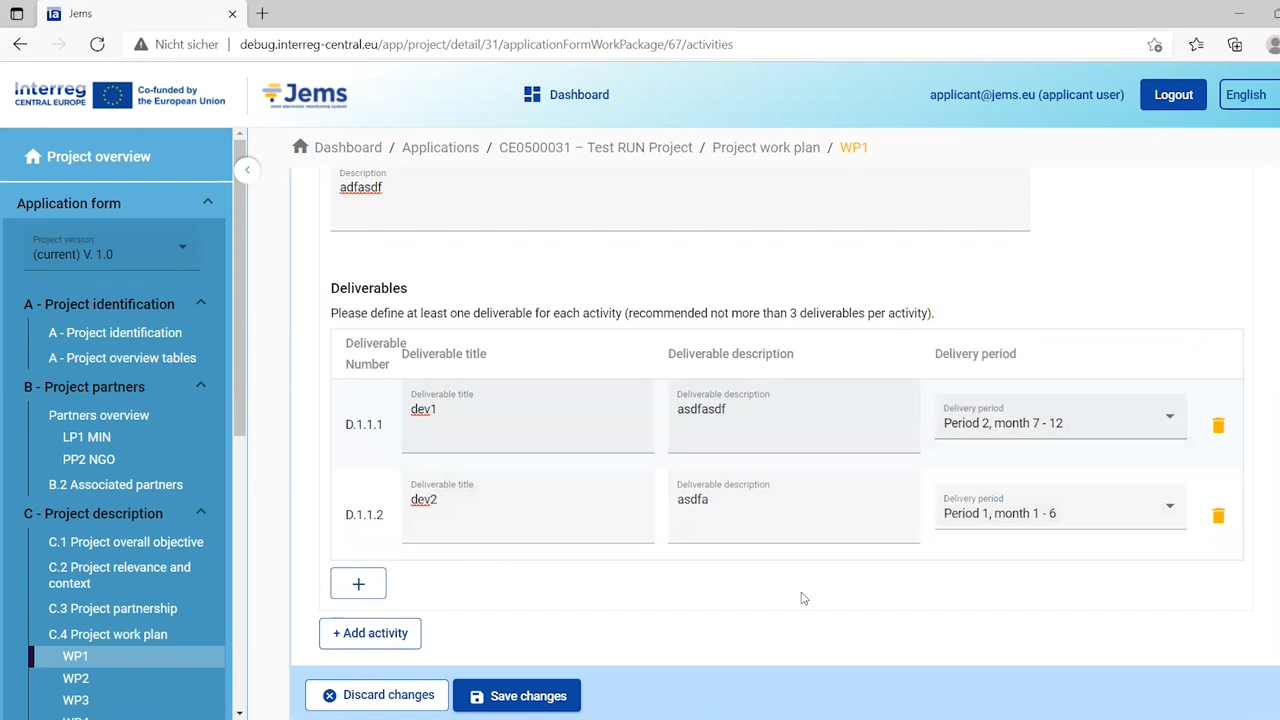 Jems
Nicht sicher
debug.interreg-central.eu/app/project/detail/31/applicationFormWorkPackage/67/activities
Interreg
CENTRAL EUROPE
Co-funded by
the European Union
Jems
Joint electronic monitoring system
Dashboard
applicant@jems.eu (applicant user)
Logout
English
Project overview
Application form
Project version
(current) V. 1.0
A - Project identification
A - Project identification
A - Project overview tables
B - Project partners
Partners overview
LP1 MIN
PP2 NGO
B.2 Associated partners
C - Project description
C.1 Project overall objective
C.2 Project relevance and
context
C.3 Project partnership
C.4 Project work plan
WP1
WP2
WP3
Dashboard / Applications / CE0500031 – Test RUN Project / Project work plan / WP1
Description
adfasdf
Deliverables
Please define at least one deliverable for each activity (recommended not more than 3 deliverables per activity).
Deliverable
Number
Deliverable title
Deliverable description
Delivery period
D.1.1.1
Deliverable title
dev1
Deliverable description
asdfasdf
Delivery period
Period 2, month 7 - 12
D.1.1.2
Deliverable title
dev2
Deliverable description
asdfa
Delivery period
Period 1, month 1 - 6
+
+ Add activity
Discard changes
Save changes